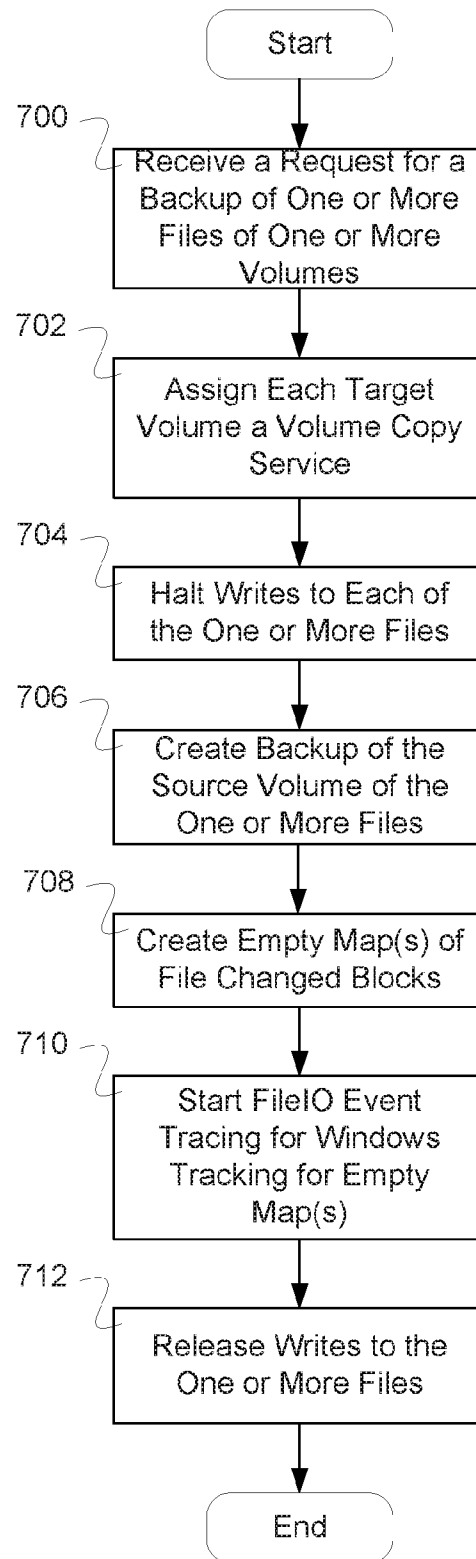 Start
700
Receive a Request for a
Backup of One or More
Files of One or More
Volumes
702
Assign Each Target
Volume a Volume Copy
Service
704
Halt Writes to Each of
the One or More Files
706
Create Backup of the
Source Volume of the
One or More Files
708
Create Empty Map(s) of
File Changed Blocks
710
Start FileIO Event
Tracing for Windows
Tracking for Empty
Map(s)
712
Release Writes to the
One or More Files
End